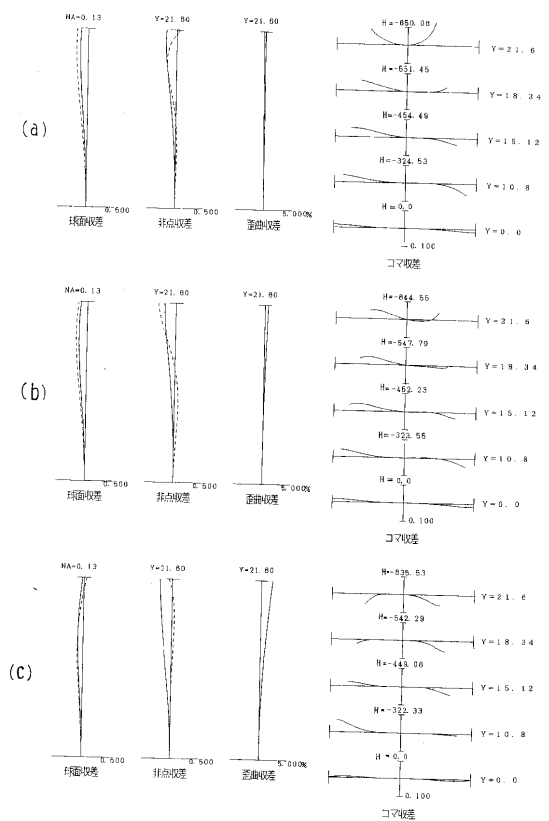 (a)
NA=0.13
Y=21.60
Y=21.60
0.500
球面収差
0.500
非点収差
5.000%
歪曲収差
H=-650.08
Y=21.6
H=-551.45
Y=18.34
H=-454.49
Y=15.12
H=-324.53
Y=10.8
H=0.0
Y=0.0
0.100
コマ収差
(b)
NA=0.13
Y=21.60
Y=21.60
0.500
球面収差
0.500
非点収差
5.000%
歪曲収差
H=-644.55
Y=21.6
H=-547.79
Y=18.34
H=-452.23
Y=15.12
H=-323.55
Y=10.8
H=0.0
Y=0.0
0.100
コマ収差
(c)
NA=0.13
Y=21.60
Y=21.60
0.500
球面収差
0.500
非点収差
5.000%
歪曲収差
H=-635.53
Y=21.6
H=-542.29
Y=18.34
H=-449.08
Y=15.12
H=-322.33
Y=10.8
H=0.0
Y=0.0
0.100
コマ収差